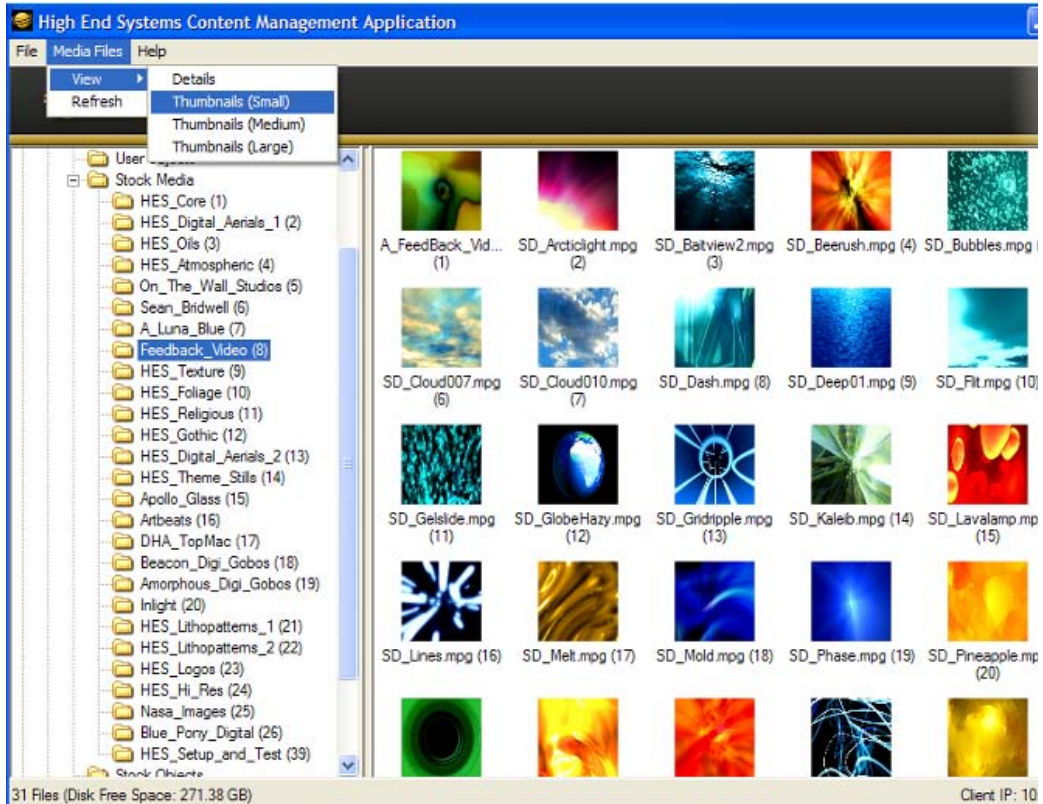 High End Systems Content Management Application
File Media Files Help
View
Refresh
Details
Thumbnails (Small)
Thumbnails (Medium)
Thumbnails (Large)
User
Stock Media
HES_Core (1)
HES_Digital_Aerials_1 (2)
HES_Oils (3)
HES_Atmospheric (4)
On_The_Wall_Studios (5)
Sean_Bridwell (6)
A_Luna_Blue (7)
Feedback_Video (8)
HES_Texture (9)
HES_Foliage (10)
HES_Religious (11)
HES_Gothic (12)
HES_Digital_Aerials_2 (13)
HES_Theme_Stills (14)
Apollo_Glass (15)
Artbeats (16)
DHA_TopMac (17)
Beacon_Digi_Gobos (18)
Amorphous_Digi_Gobos (19)
Inlight (20)
HES_Lithopatterns_1 (21)
HES_Lithopatterns_2 (22)
HES_Logos (23)
HES_Hi_Res (24)
Nasa_Images (25)
Blue_Pony_Digital (26)
HES_Setup_and_Test (39)
Stock Objects
A_FeedBack_Vid... SD_Arcticlight.mpg SD_Baitview2.mpg SD_Beerush.mpg (4) SD_Bubbles.mpg
(1) (2) (3)
SD_Cloud007.mpg SD_Cloud010.mpg SD_Dash.mpg (8) SD_Deep01.mpg (9) SD_Flit.mpg (10)
(6) (7)
SD_Gelslide.mpg SD_GlobeHazy.mpg SD_Gridripple.mpg SD_Kaleib.mpg (14) SD_Lavalamp.mp
(11) (12) (13) (15)
SD_Lines.mpg (16) SD_Melt.mpg (17) SD_Mold.mpg (18) SD_Phase.mpg (19) SD_Pineapple.mp
(20)
31 Files (Disk Free Space: 271.38 GB) Client IP: 10